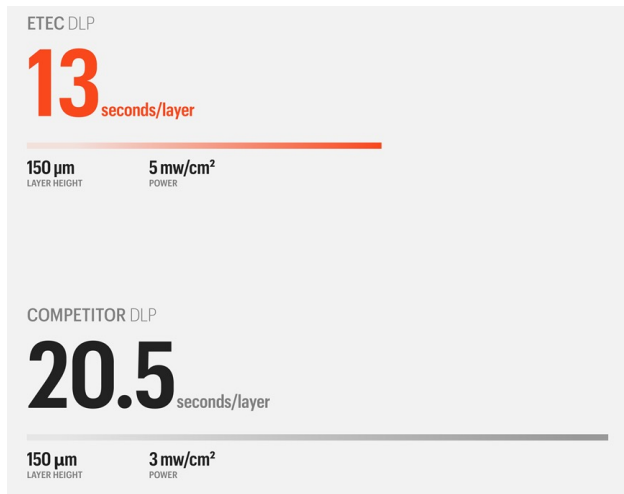 ETEC DLP
13 seconds/layer
150 µm 5 mw/cm²
LAYER HEIGHT POWER
COMPETITOR DLP
20.5 seconds/layer
150 µm 3 mw/cm²
LAYER HEIGHT POWER